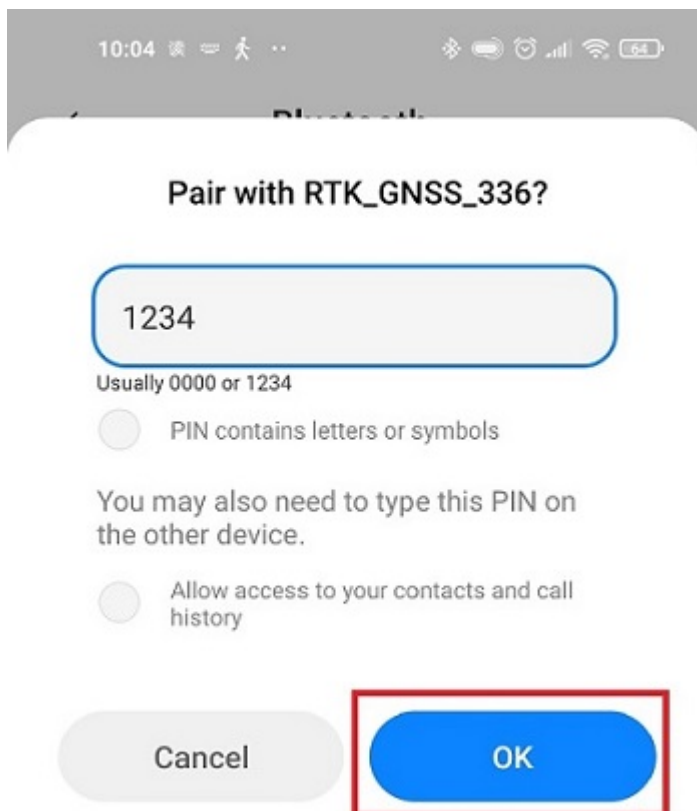 10:04
64
Pair with RTK_GNSS_336?
1234
Usually 0000 or 1234
PIN contains letters or symbols
You may also need to type this PIN on
the other device.
Allow access to your contacts and call
history
Cancel
OK